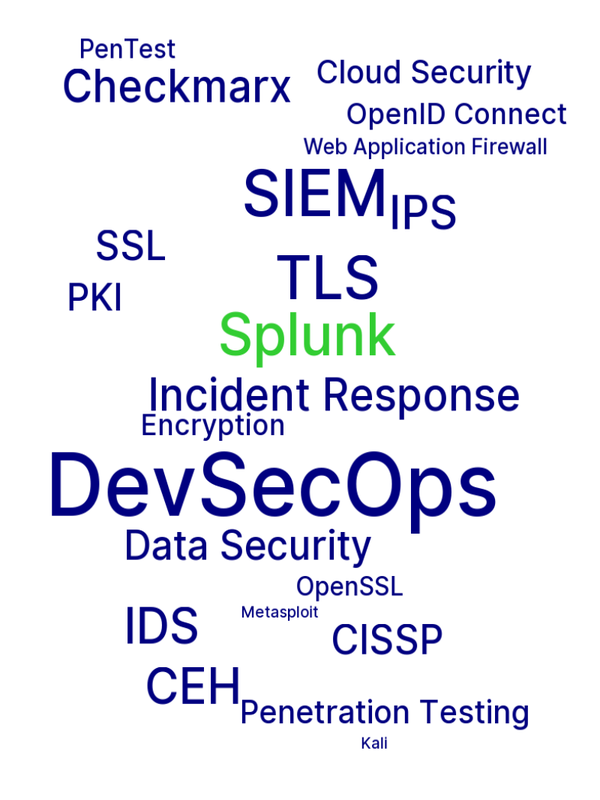 PenTest
Checkmarx
Cloud Security
OpenID Connect
Web Application Firewall
SIEM
IPS
SSL
TLS
PKI
Splunk
Incident Response
Encryption
DevSecOps
Data Security
OpenSSL
Metasploit
IDS
CISSP
CEH
Penetration Testing
Kali